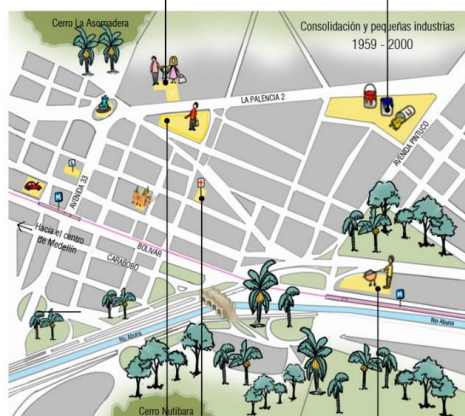 Cerro La Asomadera
Consolidación y pequeñas industrias
1959 - 2000
LA PALENCIA 2
AVENIDA PINTUCO
AVENIDA 33
Hacia el centro
de Medellín
BOLIVAR
CARABOBO
Río Aburrá
Río Aburrá
Cerro Nutibara